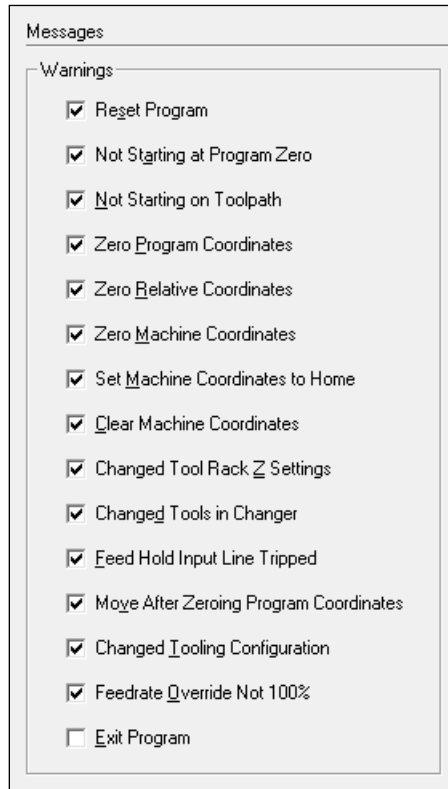 Messages
Warnings
Reset Program
Not Starting at Program Zero
Not Starting on Toolpath
Zero Program Coordinates
Zero Relative Coordinates
Zero Machine Coordinates
Set Machine Coordinates to Home
Clear Machine Coordinates
Changed Tool Rack Z Settings
Changed Tools in Changer
Feed Hold Input Line Tripped
Move After Zeroing Program Coordinates
Changed Tooling Configuration
Feedrate Override Not 100%
Exit Program